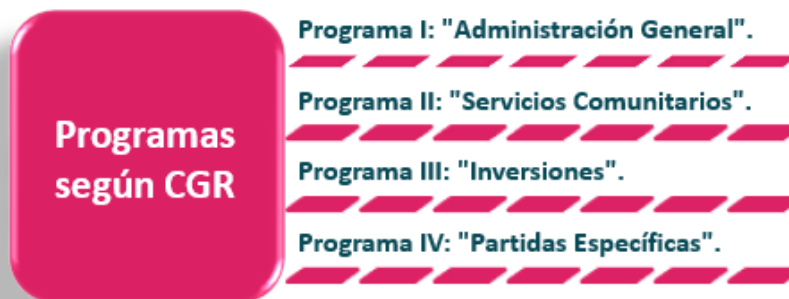 Programas
según CGR
Programa I: "Administración General".
Programa II: "Servicios Comunitarios".
Programa III: "Inversiones".
Programa IV: "Partidas Específicas".